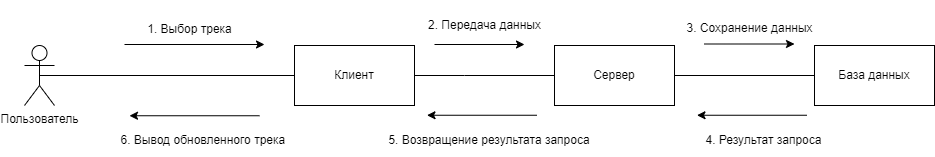 1. Выбор трека
2. Передача данных
3. Сохранение данных
Клиент
Сервер
База данных
Пользователь
6. Вывод обновленного трека
5. Возвращение результата запроса
4. Результат запроса